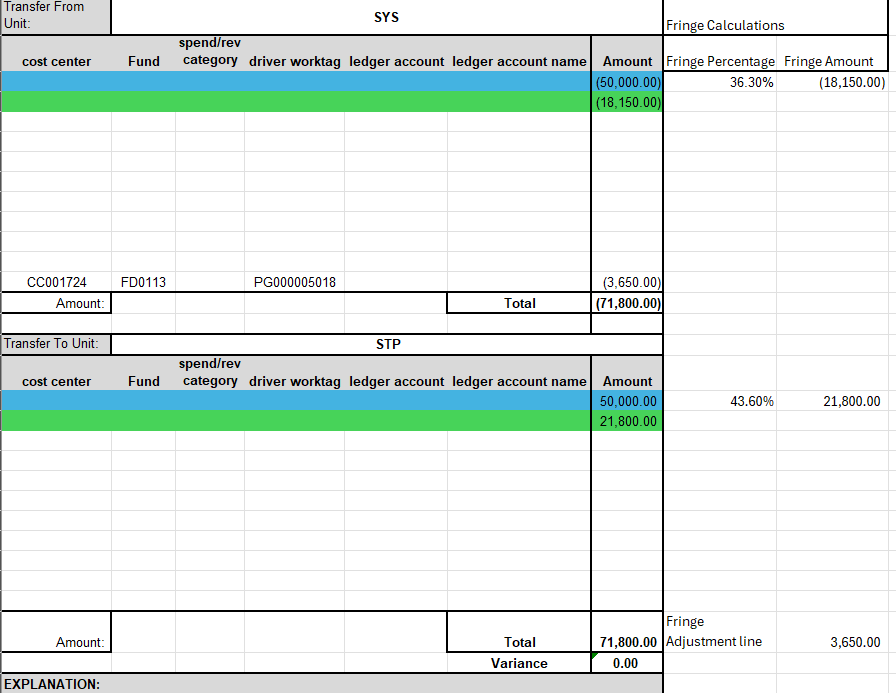 Transfer From
Unit: SYS Fringe Calculations
spend/rev
cost center Fund category driver worktag ledger account ledger account name Amount Fringe Percentage Fringe Amount
(50,000.00) 36.30% (18,150.00)
(18,150.00)
CC001724 FD0113 PG000005018 (3,650.00)
Amount: Total (71,800.00)
Transfer To Unit: STP
spend/rev
cost center Fund category driver worktag ledger account ledger account name Amount
50,000.00 43.60% 21,800.00
21,800.00
Fringe
Amount: Total 71,800.00 Adjustment line 3,650.00
Variance 0.00
EXPLANATION: